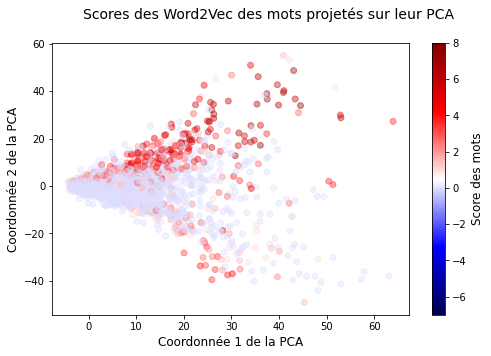 Scores des Word2Vec des mots projetés sur leur PCA
60
40
20
0
−20
−40
Coordonnée 2 de la PCA
0 10 20 30 40 50 60
Coordonnée 1 de la PCA
8
6
4
2
0
−2
−4
−6
Score des mots